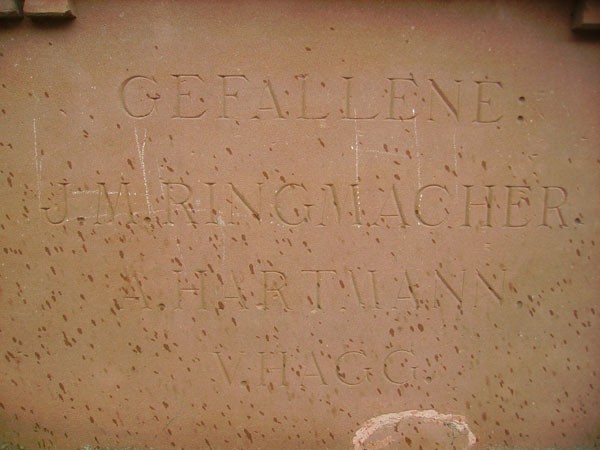 GEFALLENE:
J.M.RINGMACHER.
A.HARTMANN.
V.HAGG.